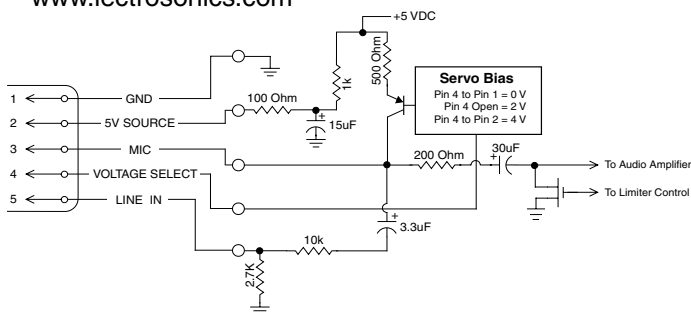 www.lectrosonics.com
+5 VDC
500 Ohm
1k
Servo Bias
Pin 4 to Pin 1 = 0 V
Pin 4 Open = 2 V
Pin 4 to Pin 2 = 4 V
1 GND
100 Ohm
2 5V SOURCE
15uF
+
3 MIC
200 Ohm
30uF
+
To Audio Amplifier
4 VOLTAGE SELECT
To Limiter Control
5 LINE IN
+
3.3uF
10k
2.7K